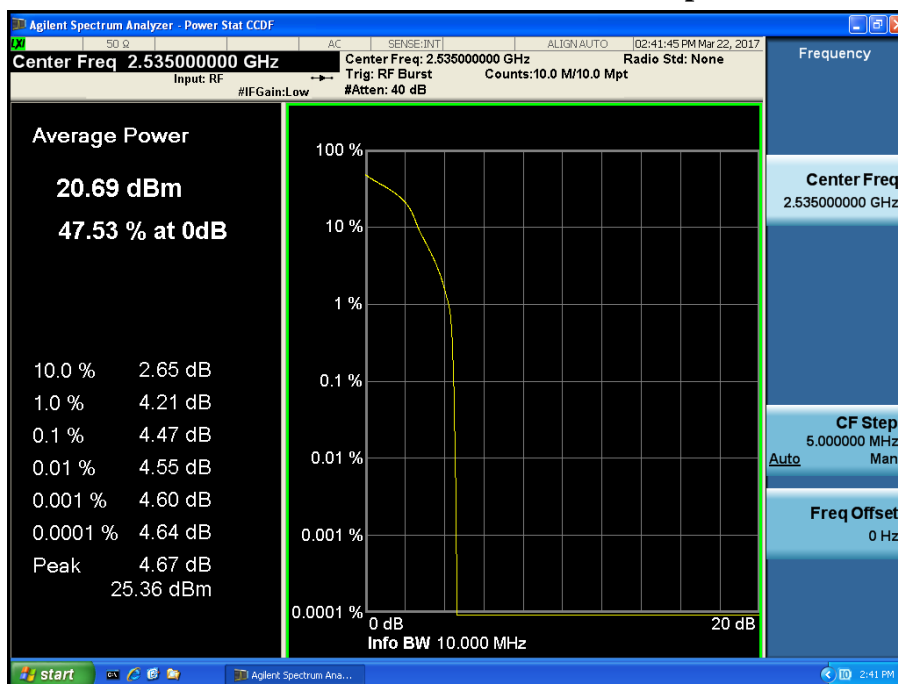 Agilent Spectrum Analyzer - Power Stat CCDF
LXI 50 Ω AC SENSE:INT ALIGN AUTO 02:41:45 PM Mar 22, 2017
Center Freq 2.535000000 GHz
Center Freq: 2.535000000 GHz Radio Std: None
Input: RF Trig: RF Burst Counts:10.0 M/10.0 Mpt
#IFGain:Low #Atten: 40 dB
Frequency
Average Power
20.69 dBm
47.53 % at 0dB
10.0 % 2.65 dB
1.0 % 4.21 dB
0.1 % 4.47 dB
0.01 % 4.55 dB
0.001 % 4.60 dB
0.0001 % 4.64 dB
Peak 4.67 dB
25.36 dBm
100 %
10 %
1 %
0.1 %
0.01 %
0.001 %
0.0001 %
0 dB 20 dB
Info BW 10.000 MHz
Center Freq
2.535000000 GHz
CF Step
5.000000 MHz
Auto Man
Freq Offset
0 Hz
start Agilent Spectrum Ana... 2:41 PM